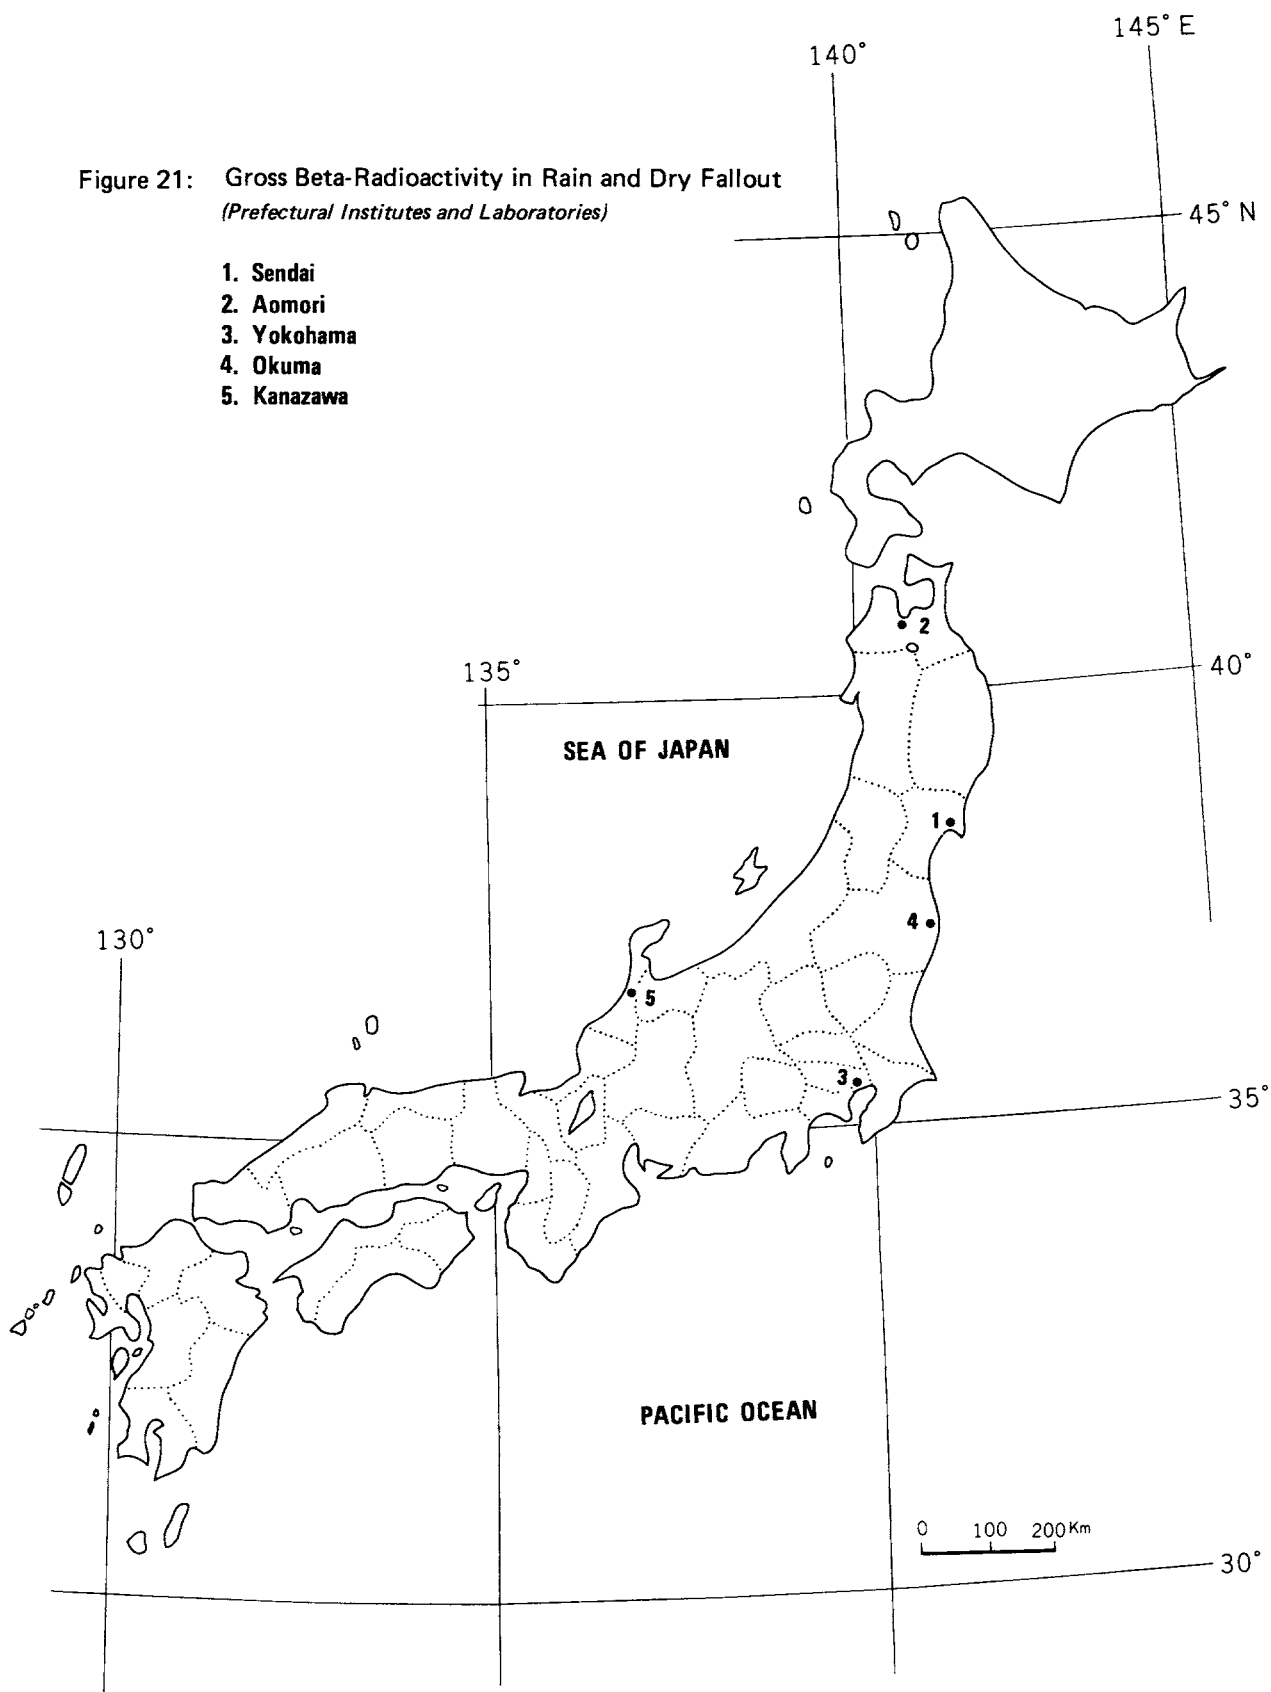 145° E
140°
Figure 21: Gross Beta-Radioactivity in Rain and Dry Fallout
(Prefectural Institutes and Laboratories)
45° N
1. Sendai
2. Aomori
3. Yokohama
4. Okuma
5. Kanazawa
2
135°
40°
SEA OF JAPAN
1
4
130°
5
3
35°
PACIFIC OCEAN
0 100 200 Km
30°